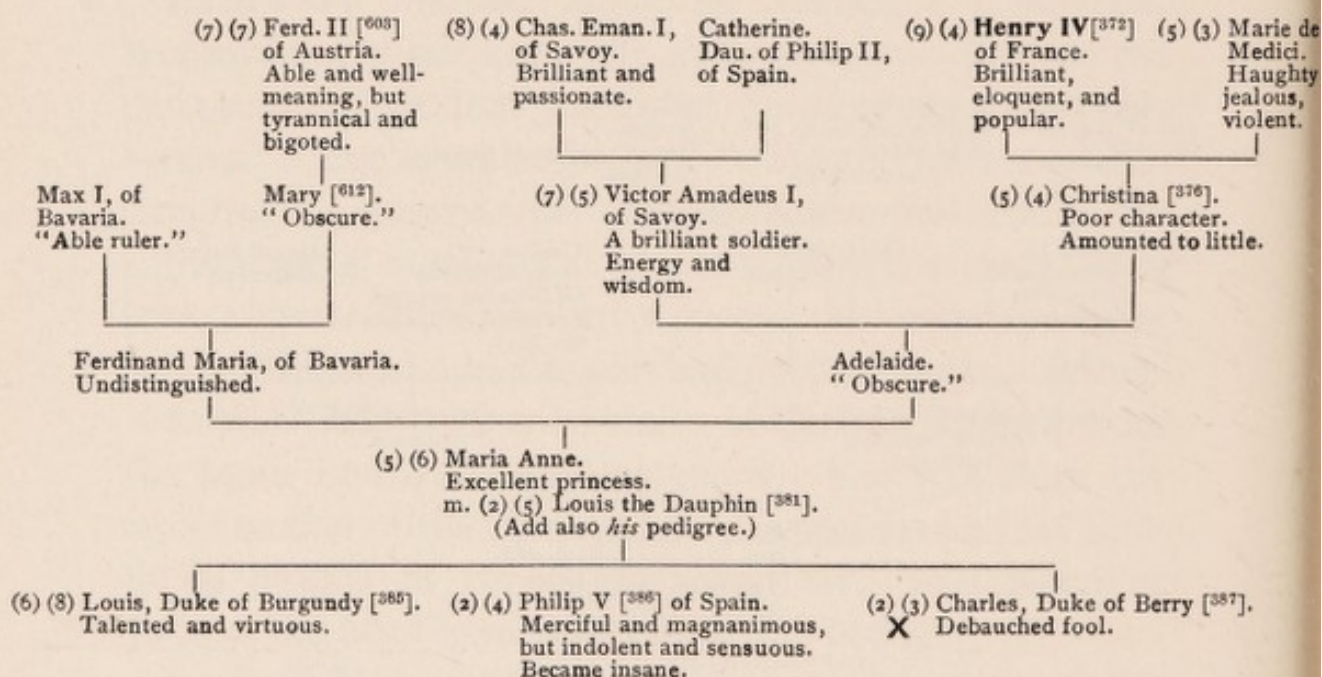 (7) (7) Ferd. II [603]
of Austria.
Able and well-
meaning, but
tyrannical and
bigoted.
(8) (4) Chas. Eman. I,
of Savoy.
Brilliant and
passionate.
Catherine.
Dau. of Philip II,
of Spain.
(9) (4) Henry IV [372]
of France.
Brilliant,
eloquent, and
popular.
(5) (3) Marie de
Medici.
Haughty
jealous,
violent.
Max I, of
Bavaria.
"Able ruler."
Mary [612].
"Obscure."
(7) (5) Victor Amadeus I,
of Savoy.
A brilliant soldier.
Energy and
wisdom.
(5) (4) Christina [376].
Poor character.
Amounted to little.
Ferdinand Maria, of Bavaria.
Undistinguished.
Adelaide.
"Obscure."
(5) (6) Maria Anne.
Excellent princess.
m. (2) (5) Louis the Dauphin [381].
(Add also his pedigree.)
(6) (8) Louis, Duke of Burgundy [385].
Talented and virtuous.
(2) (4) Philip V [386] of Spain.
Merciful and magnanimous,
but indolent and sensuous.
Became insane.
(2) (3) Charles, Duke of Berry [387].
X Debauched fool.